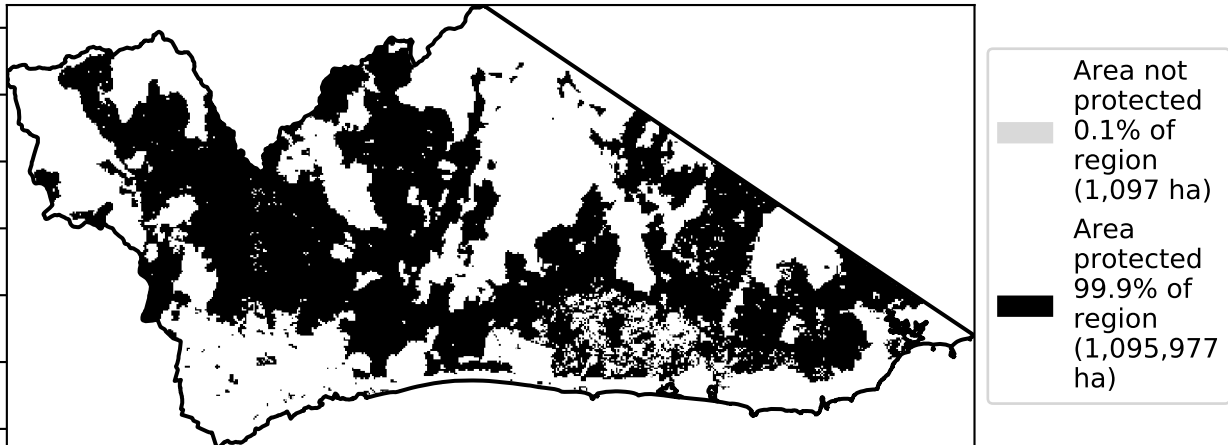 Area not
protected
0.1% of
region
(1,097 ha)
Area
protected
99.9% of
region
(1,095,977
ha)